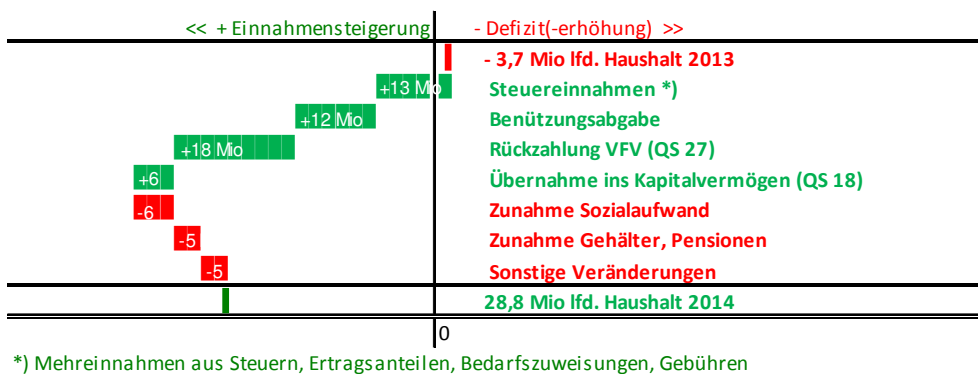 << + Einnahmensteigerung - Defizit(-erhöhung) >>
- 3,7 Mio lfd. Haushalt 2013
+13 Mio Steuereinnahmen *)
+12 Mio Benützungsabgabe
+18 Mio Rückzahlung VFV (QS 27)
+6 Übernahme ins Kapitalvermögen (QS 18)
-6 Zunahme Sozialaufwand
-5 Zunahme Gehälter, Pensionen
-5 Sonstige Veränderungen
28,8 Mio lfd. Haushalt 2014
0
*) Mehreinnahmen aus Steuern, Ertragsanteilen, Bedarfszuweisungen, Gebühren